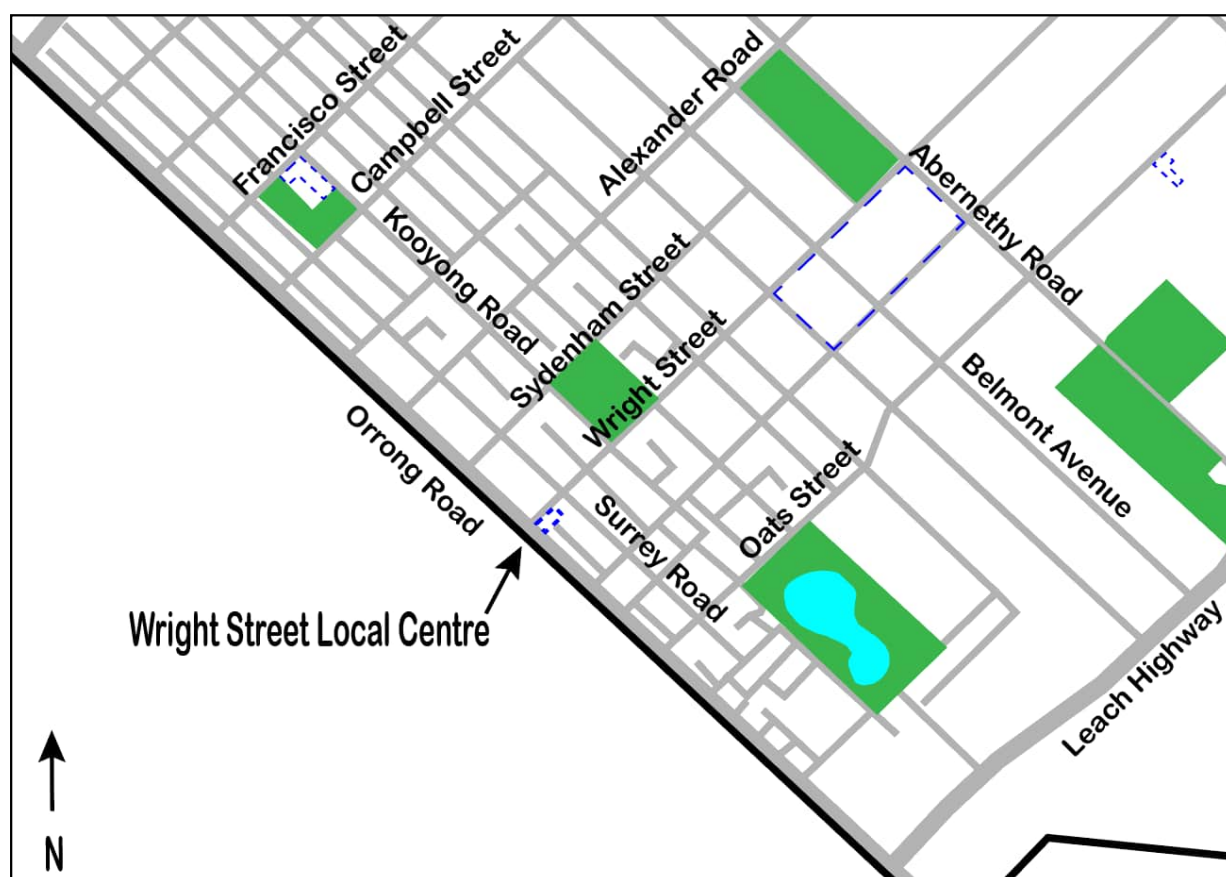 Francisco Street
Campbell Street
Alexander Road
Abernethy Road
Kooyong Road
Sydenham Street
Wright Street
Belmont Avenue
Orrong Road
Oats Street
Surrey Road
Wright Street Local Centre
Leach Highway
N